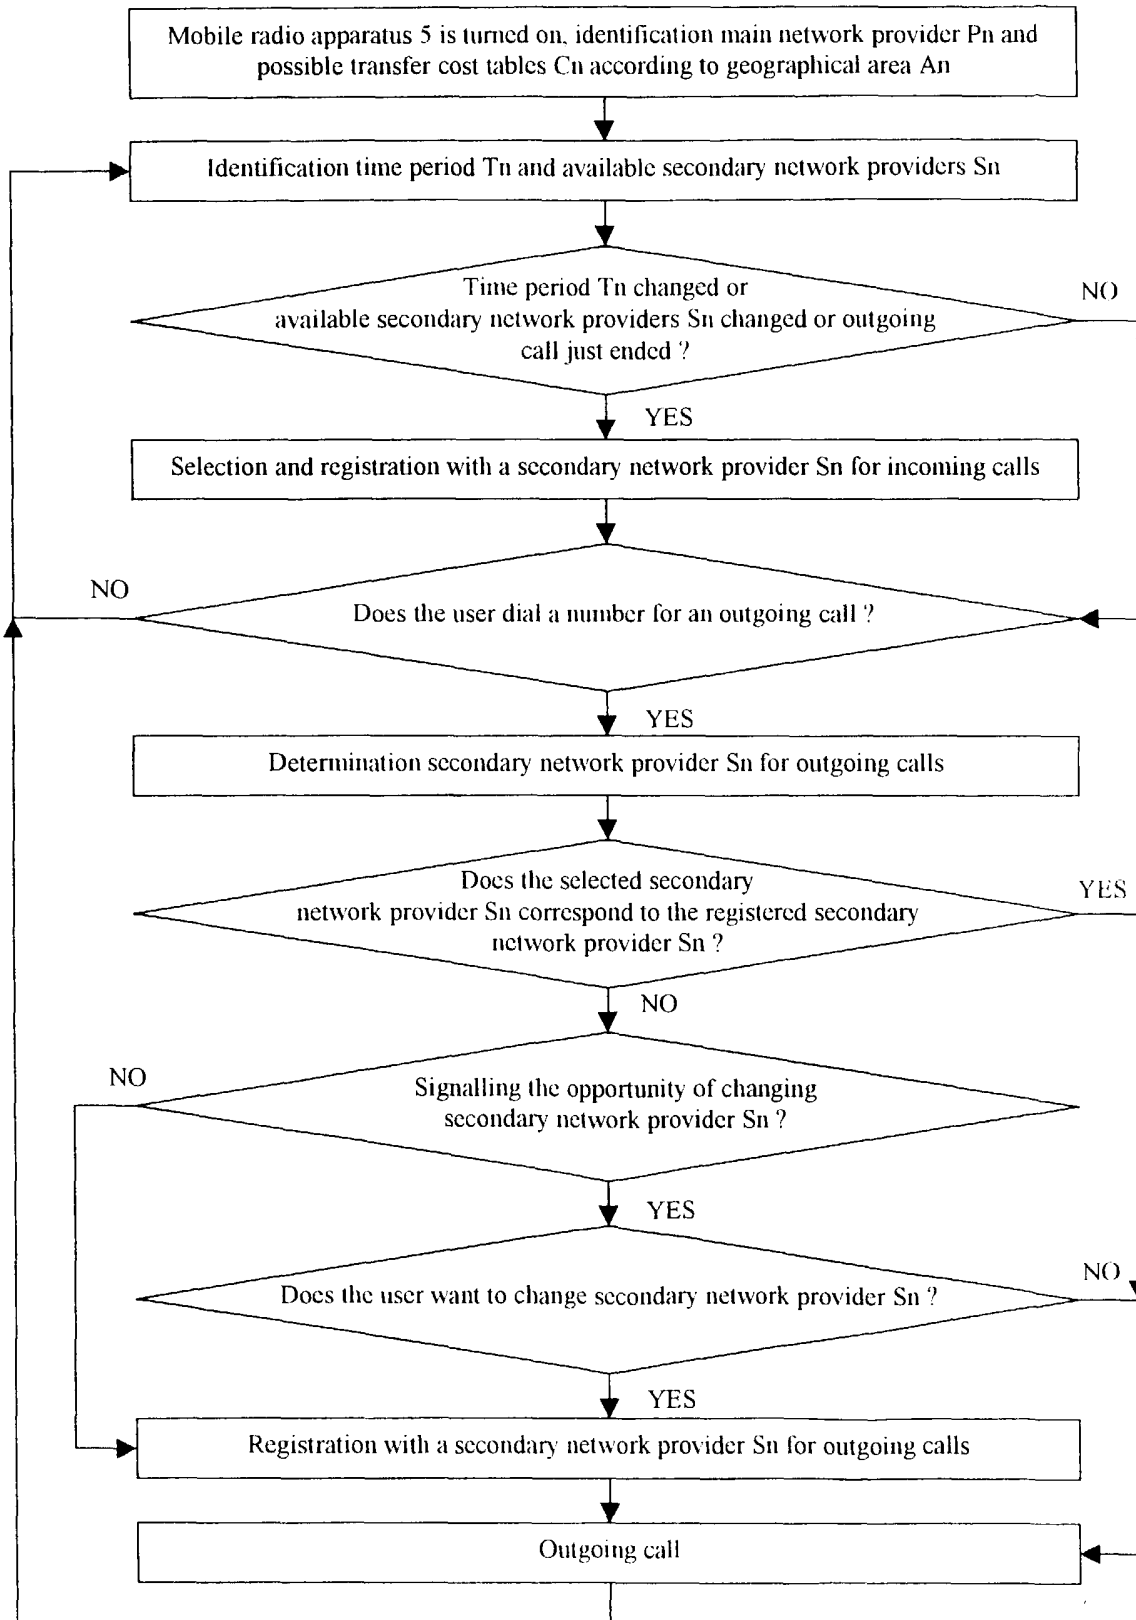 Mobile radio apparatus 5 is turned on, identification main network provider Pn and
possible transfer cost tables Cn according to geographical area An
Identification time period Tn and available secondary network providers Sn
Time period Tn changed or
available secondary network providers Sn changed or outgoing
call just ended ?
NO
YES
Selection and registration with a secondary network provider Sn for incoming calls
NO
Does the user dial a number for an outgoing call ?
YES
Determination secondary network provider Sn for outgoing calls
Does the selected secondary
network provider Sn correspond to the registered secondary
network provider Sn ?
YES
NO
NO
Signalling the opportunity of changing
secondary network provider Sn ?
YES
Does the user want to change secondary network provider Sn ?
NO
YES
Registration with a secondary network provider Sn for outgoing calls
Outgoing call